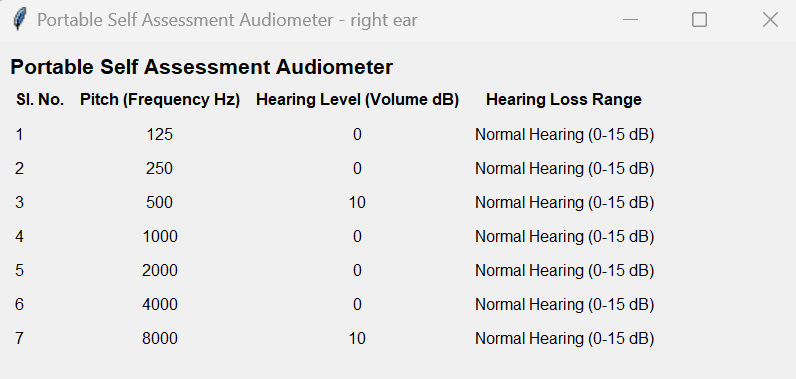 Portable Self Assessment Audiometer - right ear
Portable Self Assessment Audiometer
Sl. No. Pitch (Frequency Hz) Hearing Level (Volume dB) Hearing Loss Range
1 125 0 Normal Hearing (0-15 dB)
2 250 0 Normal Hearing (0-15 dB)
3 500 10 Normal Hearing (0-15 dB)
4 1000 0 Normal Hearing (0-15 dB)
5 2000 0 Normal Hearing (0-15 dB)
6 4000 0 Normal Hearing (0-15 dB)
7 8000 10 Normal Hearing (0-15 dB)